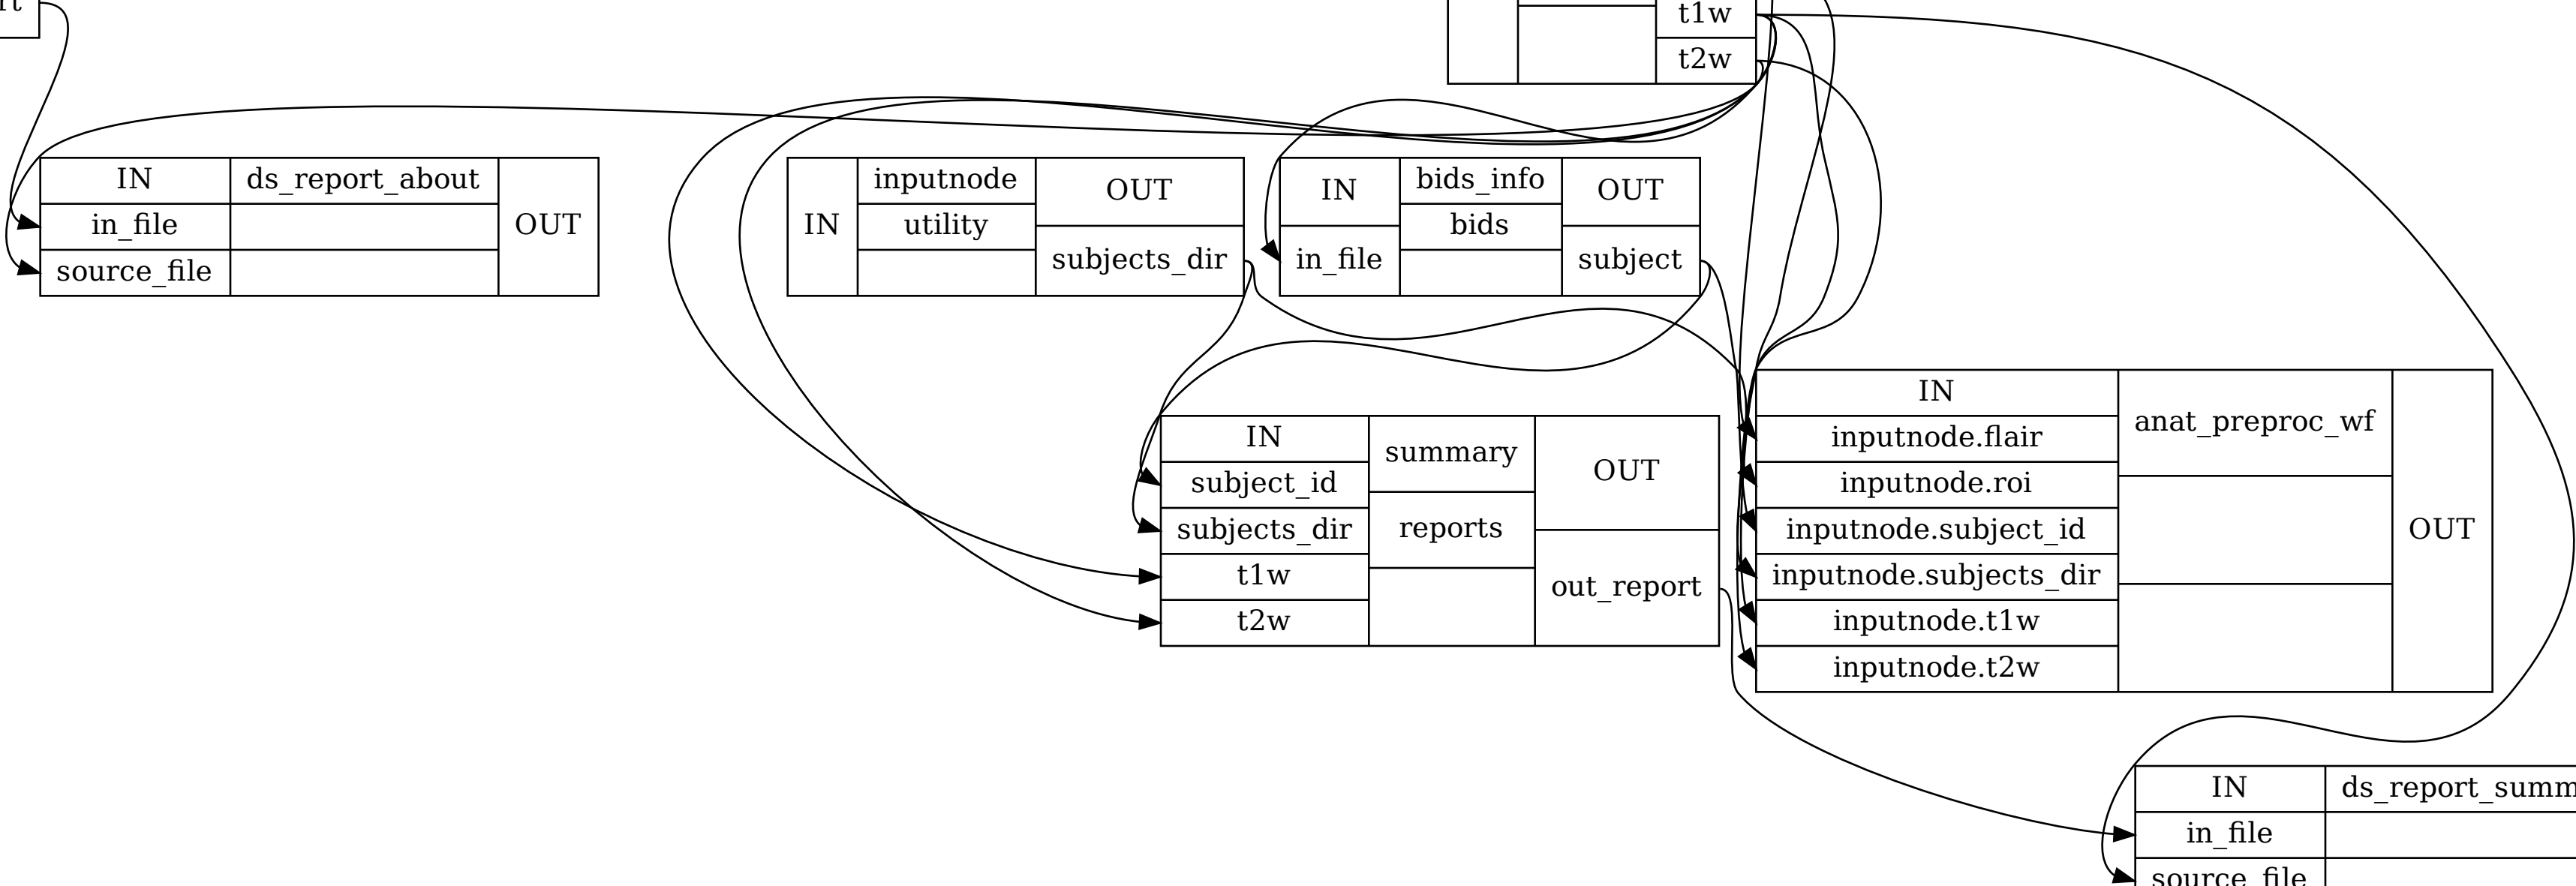 t1w
t2w
IN
ds_report_about
in_file
source_file
OUT
IN
inputnode
utility
OUT
subjects_dir
IN
in_file
bids_info
bids
OUT
subject
IN
subject_id
subjects_dir
t1w
t2w
summary
reports
OUT
out_report
IN
inputnode.flair
inputnode.roi
inputnode.subject_id
inputnode.subjects_dir
inputnode.t1w
inputnode.t2w
anat_preproc_wf
OUT
IN
in_file
source_file
ds_report_summ